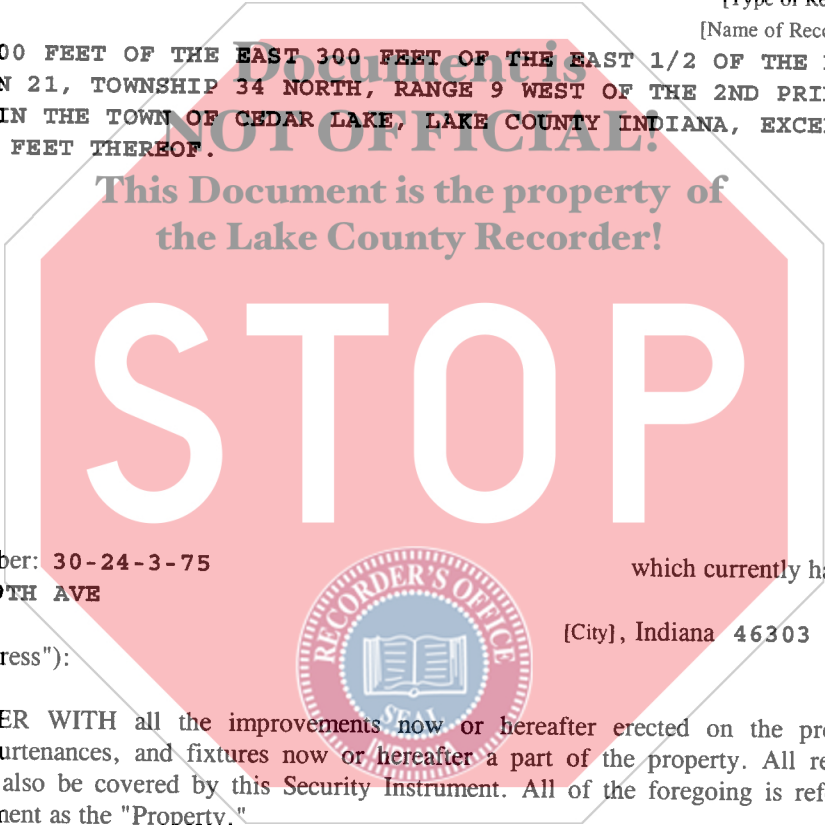 [Type of Re
[Name of Reco
00 FEET OF THE EAST 300 FEET OF THE EAST 1/2 OF THE
Document is
N 21, TOWNSHIP 34 NORTH, RANGE 9 WEST OF THE 2ND PRI
IN THE TOWN OF CEDAR LAKE, LAKE COUNTY INDIANA, EXCE
NOT OFFICIAL!
FEET THEREOF.
This Document is the property of
the Lake County Recorder!
STOP
ber: 30-24-3-75
which currently ha
TH AVE
RECORDER'S OFFICE
[City], Indiana 46303
ress"):
SEAL
ER WITH all the improvements now or hereafter erected on the pro
urtenances, and fixtures now or hereafter a part of the property. All re
INDIANA
also be covered by this Security Instrument. All of the foregoing is ref
ment as the "Property."